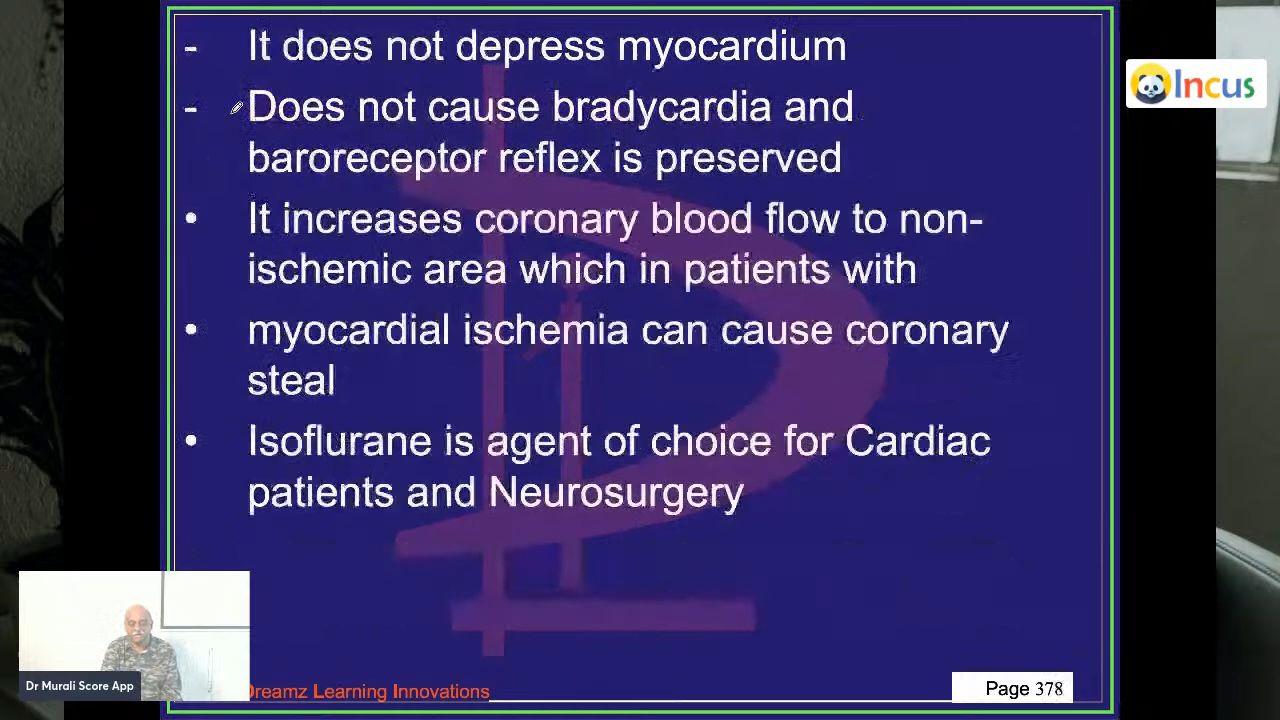 - It does not depress myocardium
- Does not cause bradycardia and
baroreceptor reflex is preserved
• It increases coronary blood flow to non-
ischemic area which in patients with
• myocardial ischemia can cause coronary
steal
• Isoflurane is agent of choice for Cardiac
patients and Neurosurgery
Incus
Dr Murali Score App
Dreamz Learning Innovations
Page 378